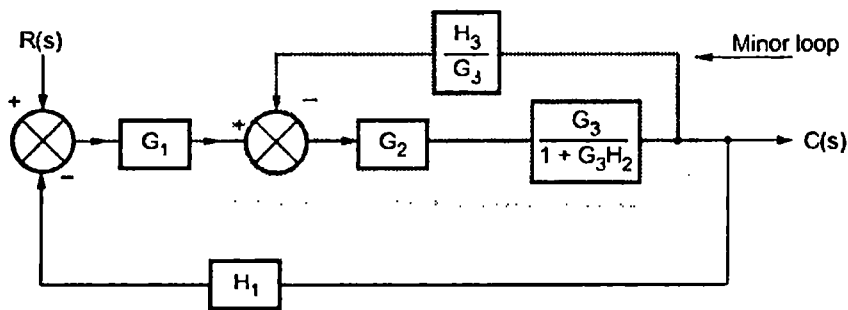 R(s)
H₃
G₃
Minor loop
+
−
+
G₁
G₂
G₃
1 + G₃H₂
C(s)
−
H₁